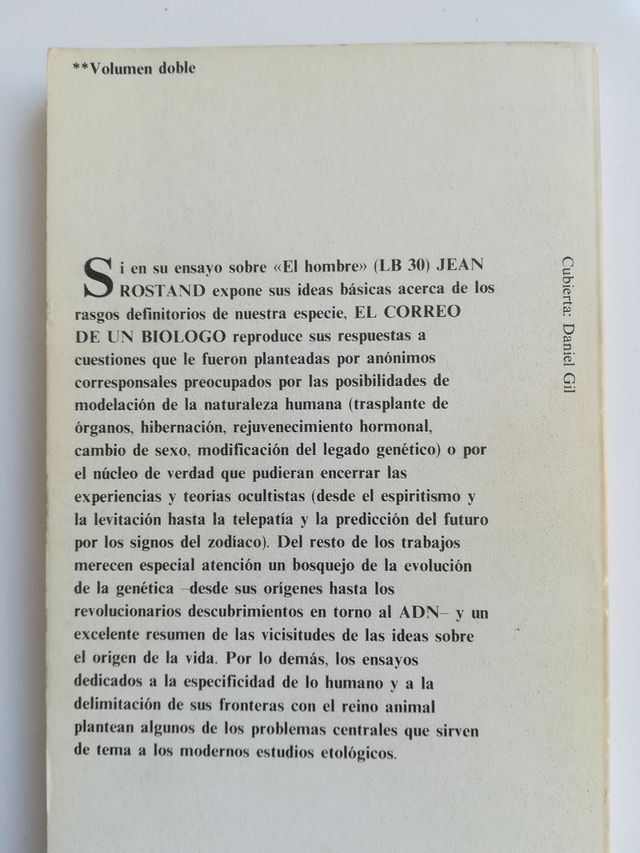 **Volumen doble
Si en su ensayo sobre «El hombre» (LB 30) JEAN
ROSTAND expone sus ideas básicas acerca de los
rasgos definitorios de nuestra especie, EL CORREO
DE UN BIOLOGO reproduce sus respuestas a
cuestiones que le fueron planteadas por anónimos
corresponsales preocupados por las posibilidades de
modelación de la naturaleza humana (trasplante de
órganos, hibernación, rejuvenecimiento hormonal,
cambio de sexo, modificación del legado genético) o por
el núcleo de verdad que pudieran encerrar las
experiencias y teorías ocultistas (desde el espiritismo y
la levitación hasta la telepatía y la predicción del futuro
por los signos del zodíaco). Del resto de los trabajos
merecen especial atención un bosquejo de la evolución
de la genética –desde sus orígenes hasta los
revolucionarios descubrimientos en torno al ADN– y un
excelente resumen de las vicisitudes de las ideas sobre
el origen de la vida. Por lo demás, los ensayos
dedicados a la especificidad de lo humano y a la
delimitación de sus fronteras con el reino animal
plantean algunos de los problemas centrales que sirven
de tema a los modernos estudios etológicos.
Cubierta: Daniel Gil